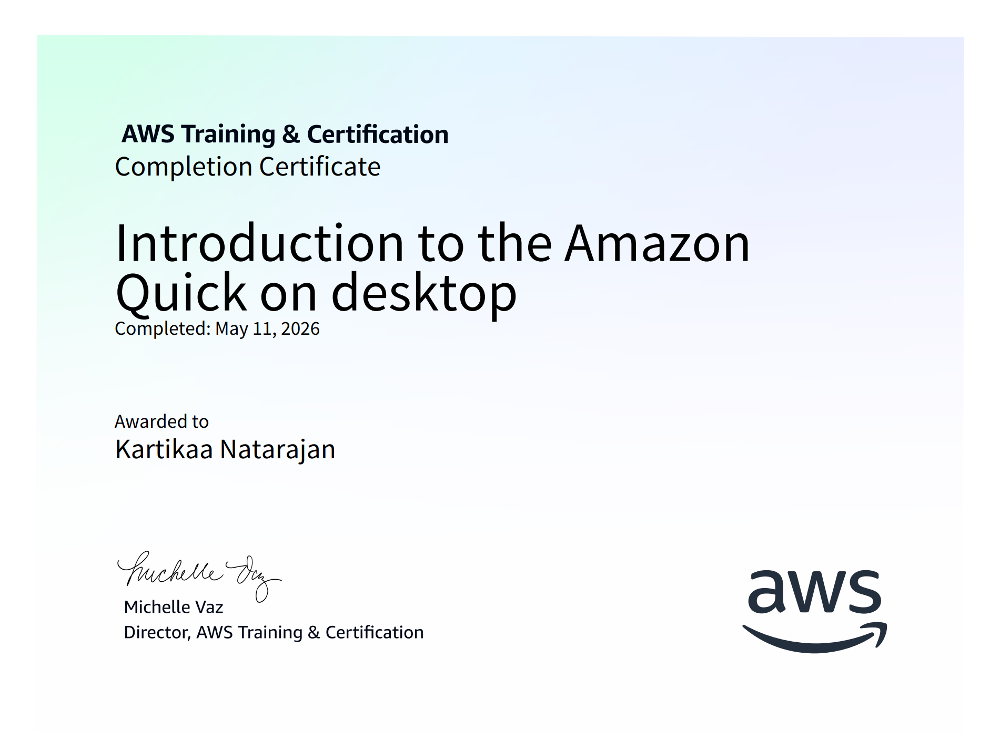 AWS Training & Certification
Completion Certificate
Introduction to the Amazon
Quick on desktop
Completed: May 11, 2026
Awarded to
Kartikaa Natarajan
Michelle Vaz
Michelle Vaz
Director, AWS Training & Certification
aws